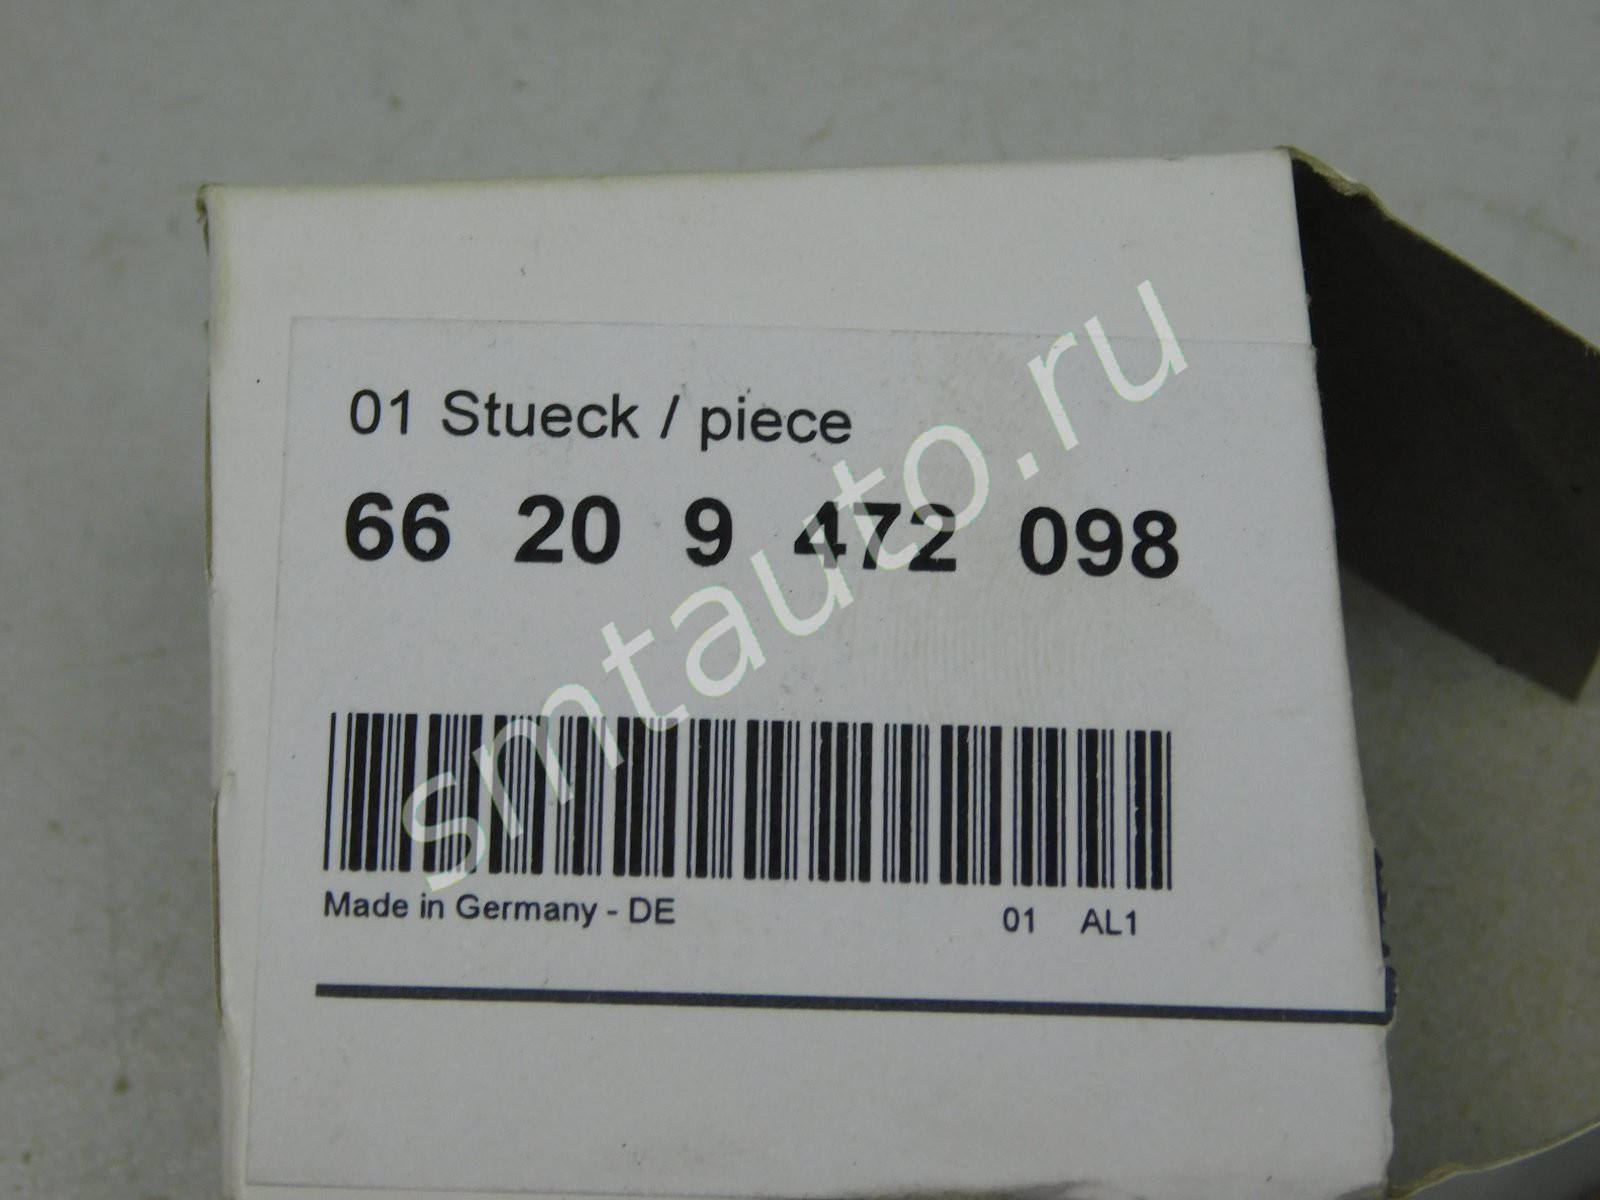 01 Stueck / piece
66 20 9 472 098
Made in Germany - DE 01 AL1
smtauto.ru